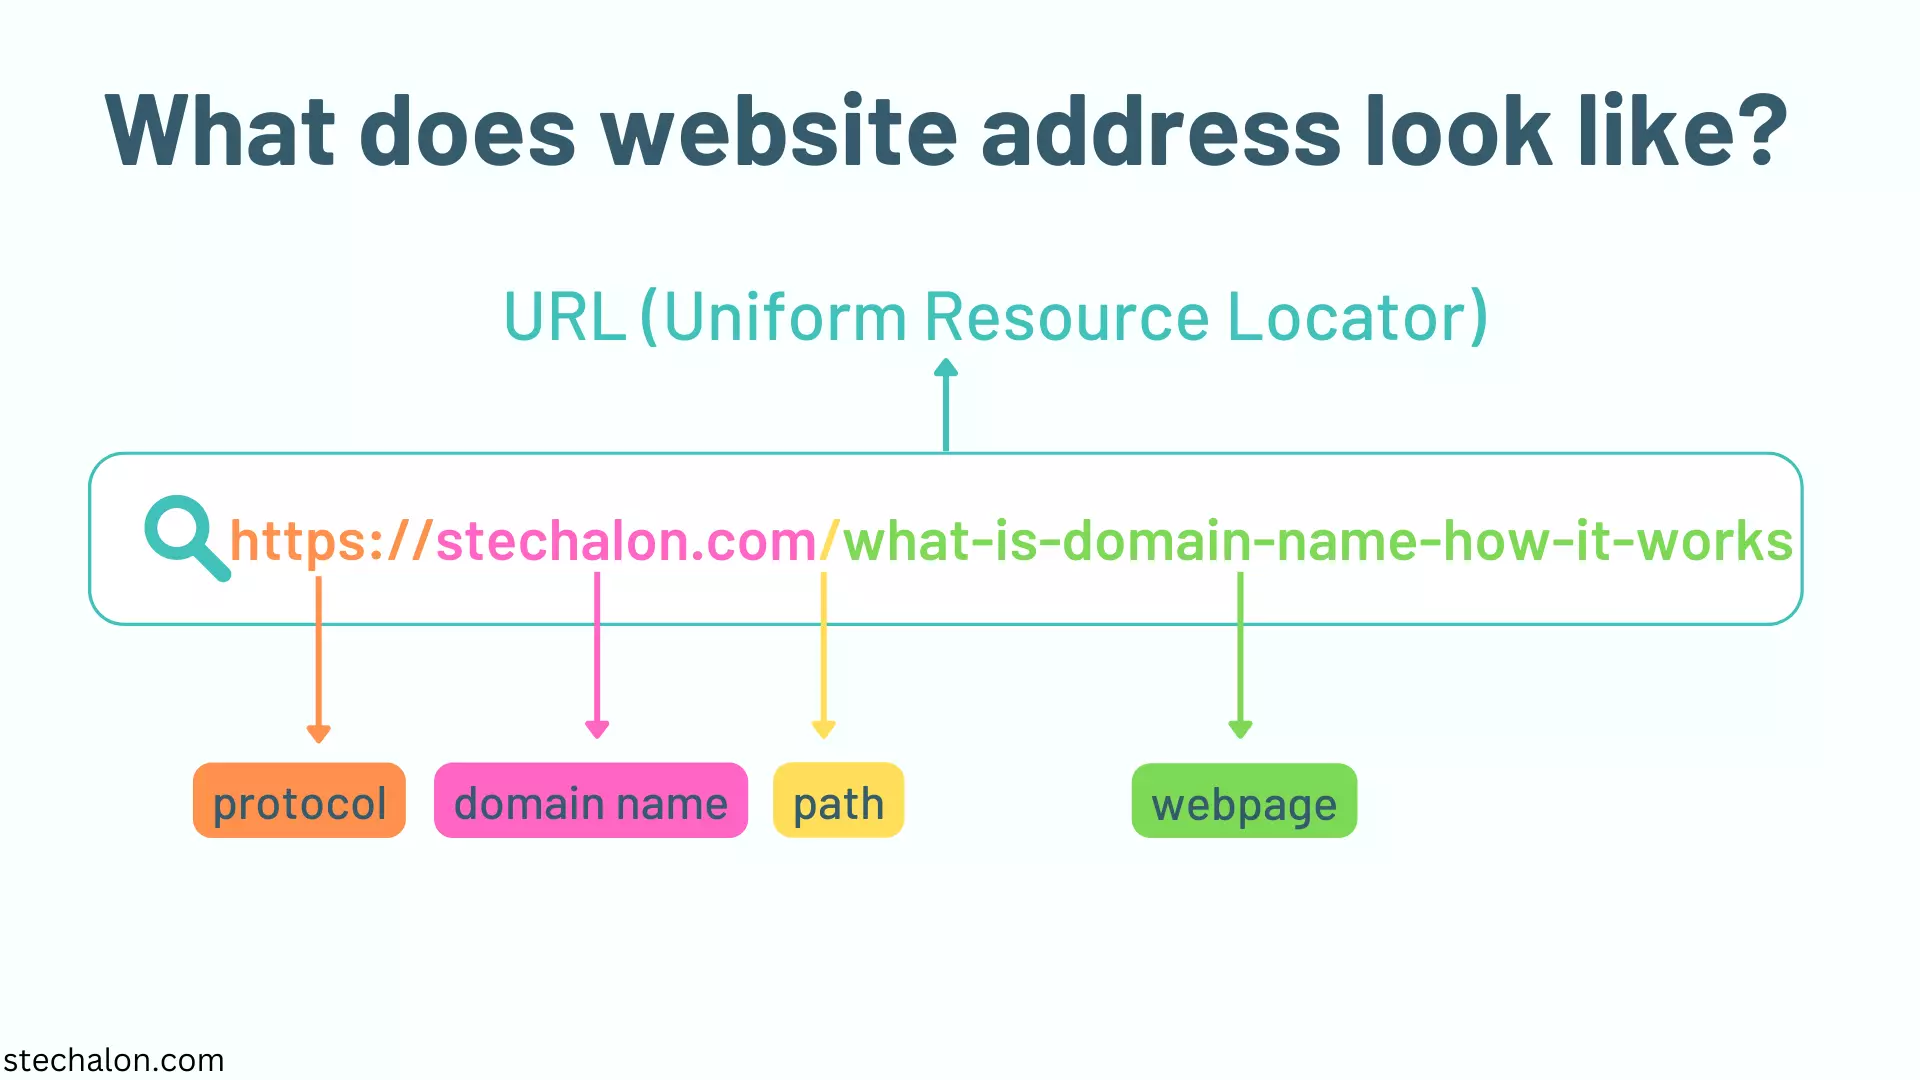 What does website address look like?
URL (Uniform Resource Locator)
https://stechalon.com/what-is-domain-name-how-it-works
protocol
domain name
path
webpage
stechalon.com